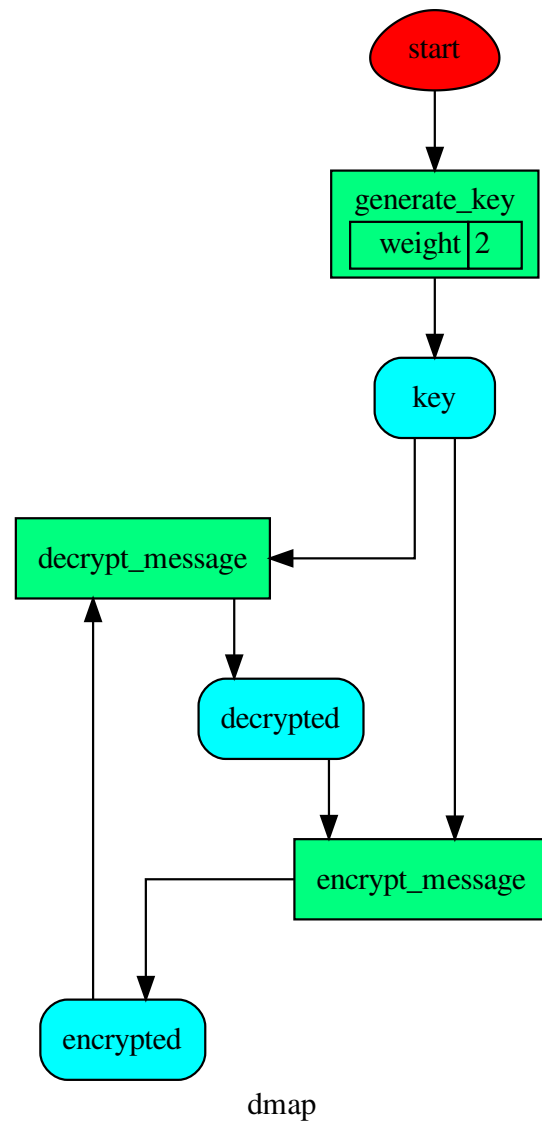 start
generate_key
weight 2
key
decrypt_message
decrypted
encrypt_message
encrypted
dmap